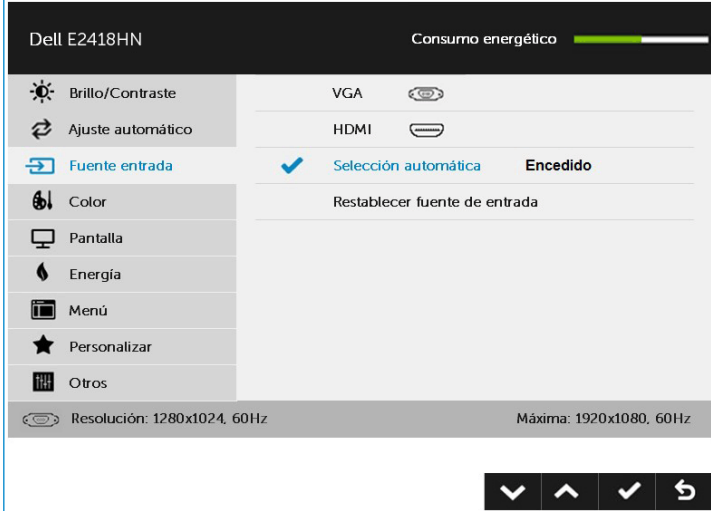 Dell E2418HN
Consumo energético
Brillo/Contraste
Ajuste automático
Fuente entrada
Color
Pantalla
Energía
Menú
Personalizar
Otros
VGA
HDMI
Selección automática Encedido
Restablecer fuente de entrada
Resolución: 1280x1024, 60Hz
Máxima: 1920x1080, 60Hz